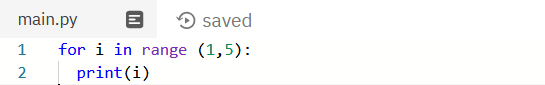 main.py saved
1 for i in range (1,5):
2 print(i)